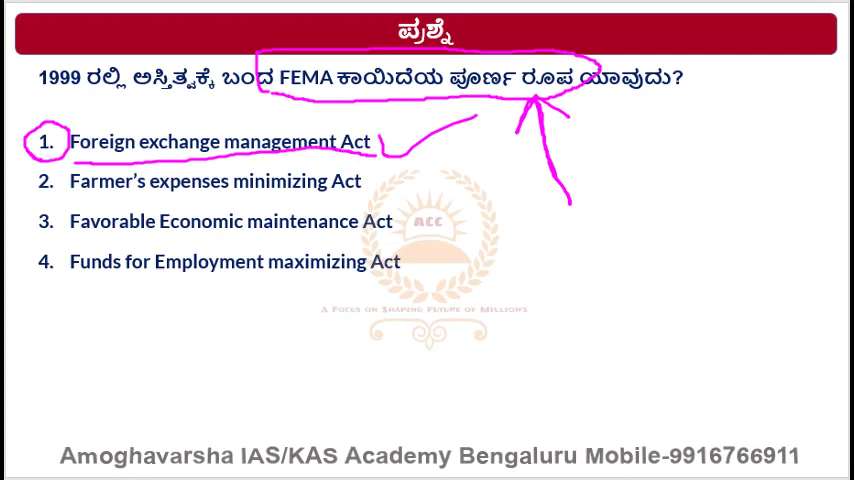 ಪ್ರಶ್ನೆ
1999 ರಲ್ಲಿ ಅಸ್ತಿತ್ವಕ್ಕೆ ಬಂದ FEMA ಕಾಯಿದೆಯ ಪೂರ್ಣ ರೂಪ ಯಾವುದು?
1. Foreign exchange management Act
2. Farmer's expenses minimizing Act
3. Favorable Economic maintenance Act
4. Funds for Employment maximizing Act
ACC
A Focus on Shaping Future of Millions
Amoghavarsha IAS/KAS Academy Bengaluru Mobile-9916766911